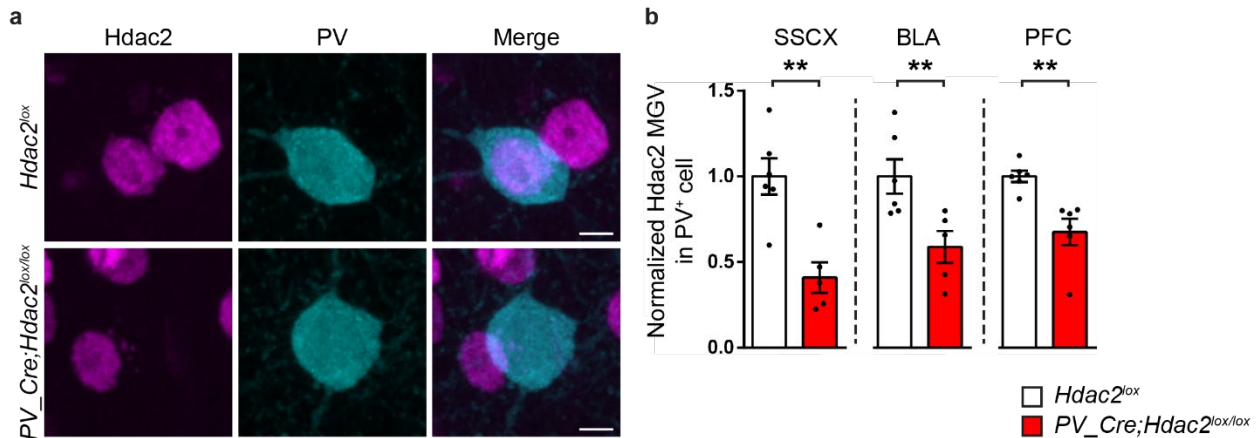 a
Hdac2 PV Merge
Hdac2lox
PV_Cre;Hdac2lox/lox
b
SSCX BLA PFC
** ** **
Normalized Hdac2 MGV
in PV+ cell
1.5
1.0
0.5
0.0
Hdac2lox
PV_Cre;Hdac2lox/lox